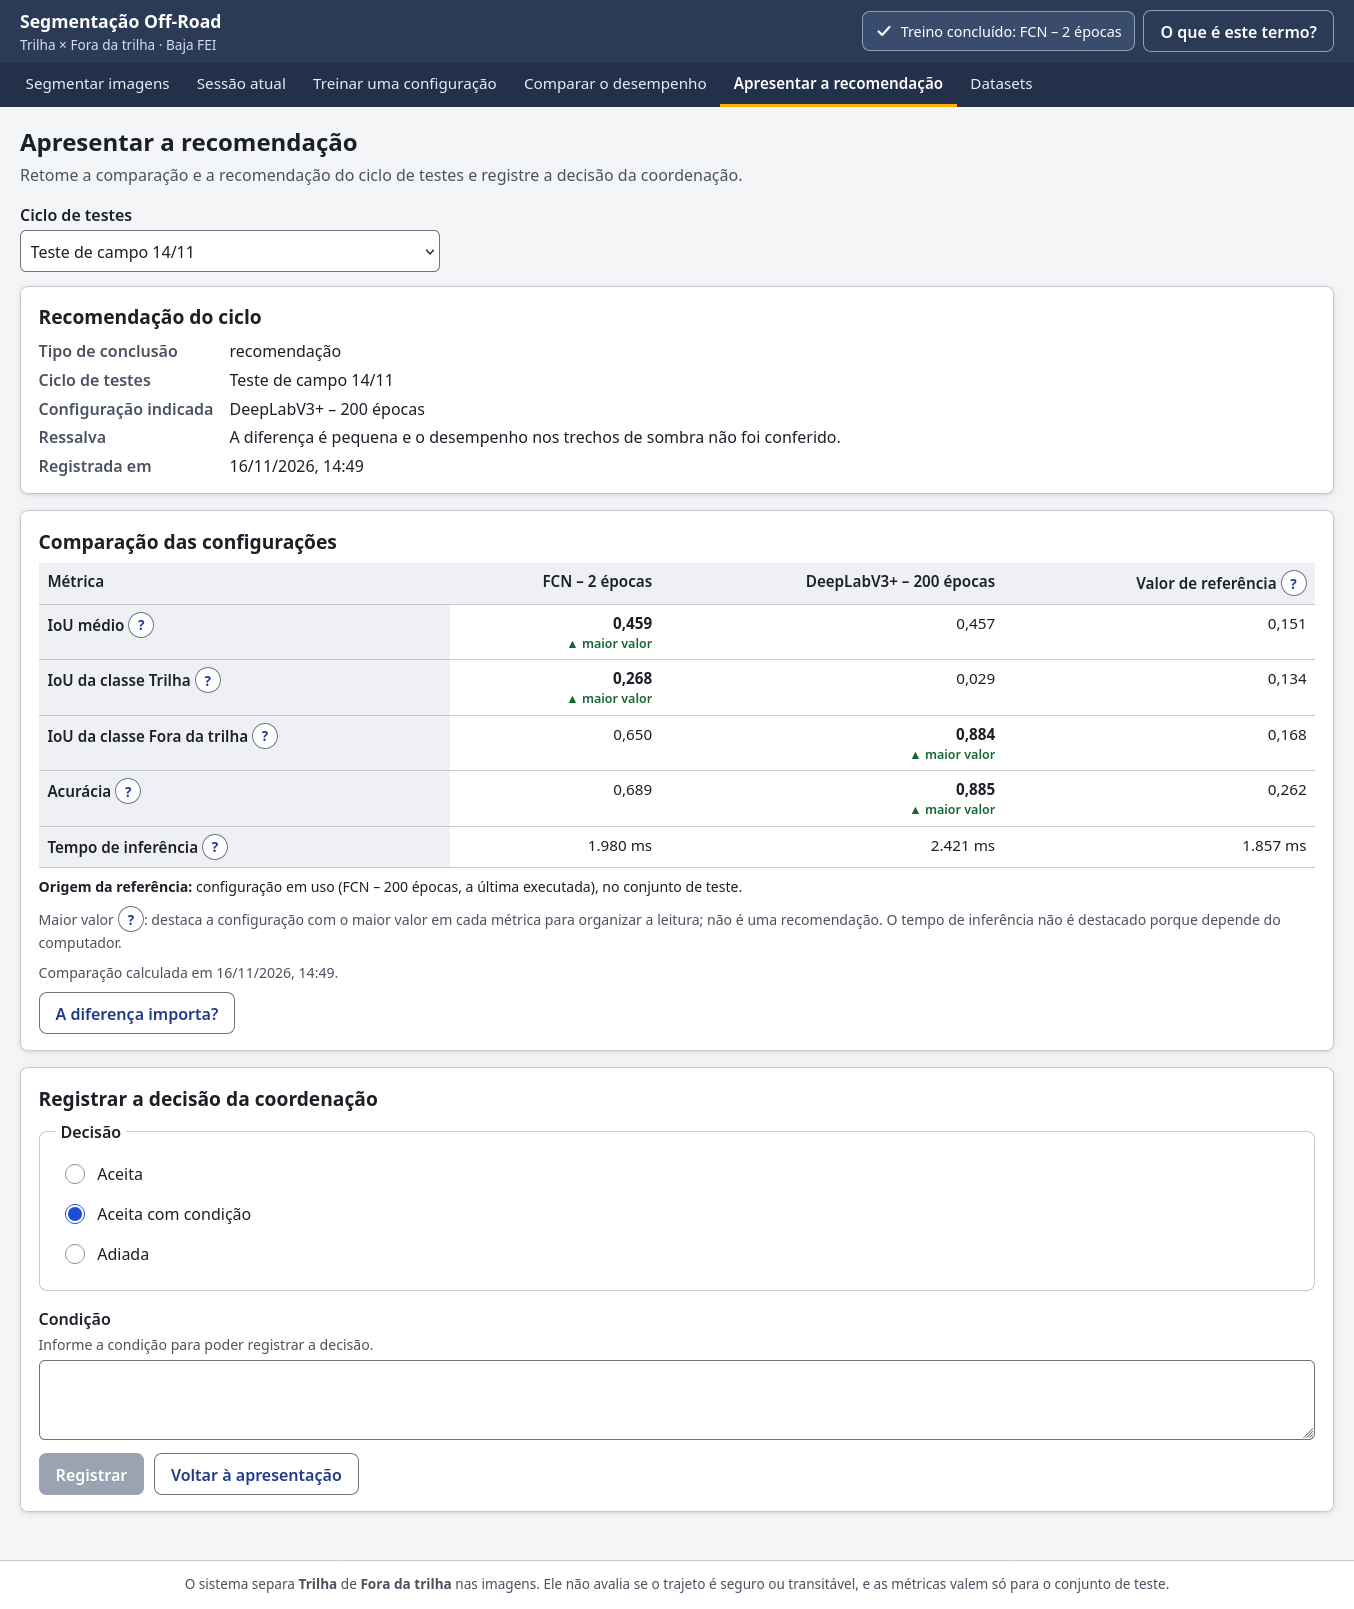 Segmentação Off-Road
Trilha × Fora da trilha · Baja FEI
Treino concluído: FCN – 2 épocas
O que é este termo?
Segmentar imagens
Sessão atual
Treinar uma configuração
Comparar o desempenho
Apresentar a recomendação
Datasets
Apresentar a recomendação
Retome a comparação e a recomendação do ciclo de testes e registre a decisão da coordenação.
Ciclo de testes
Teste de campo 14/11
Recomendação do ciclo
Tipo de conclusão recomendação
Ciclo de testes Teste de campo 14/11
Configuração indicada DeepLabV3+ – 200 épocas
Ressalva A diferença é pequena e o desempenho nos trechos de sombra não foi conferido.
Registrada em 16/11/2026, 14:49
Comparação das configurações
Métrica FCN – 2 épocas DeepLabV3+ – 200 épocas Valor de referência ?
IoU médio ? 0,459 0,457 0,151
▲ maior valor
IoU da classe Trilha ? 0,268 0,029 0,134
▲ maior valor
IoU da classe Fora da trilha ? 0,650 0,884 0,168
▲ maior valor
Acurácia ? 0,689 0,885 0,262
▲ maior valor
Tempo de inferência ? 1.980 ms 2.421 ms 1.857 ms
Origem da referência: configuração em uso (FCN – 200 épocas, a última executada), no conjunto de teste.
Maior valor ?: destaca a configuração com o maior valor em cada métrica para organizar a leitura; não é uma recomendação. O tempo de inferência não é destacado porque depende do
computador.
Comparação calculada em 16/11/2026, 14:49.
A diferença importa?
Registrar a decisão da coordenação
Decisão
Aceita
Aceita com condição
Adiada
Condição
Informe a condição para poder registrar a decisão.
Registrar
Voltar à apresentação
O sistema separa Trilha de Fora da trilha nas imagens. Ele não avalia se o trajeto é seguro ou transitável, e as métricas valem só para o conjunto de teste.